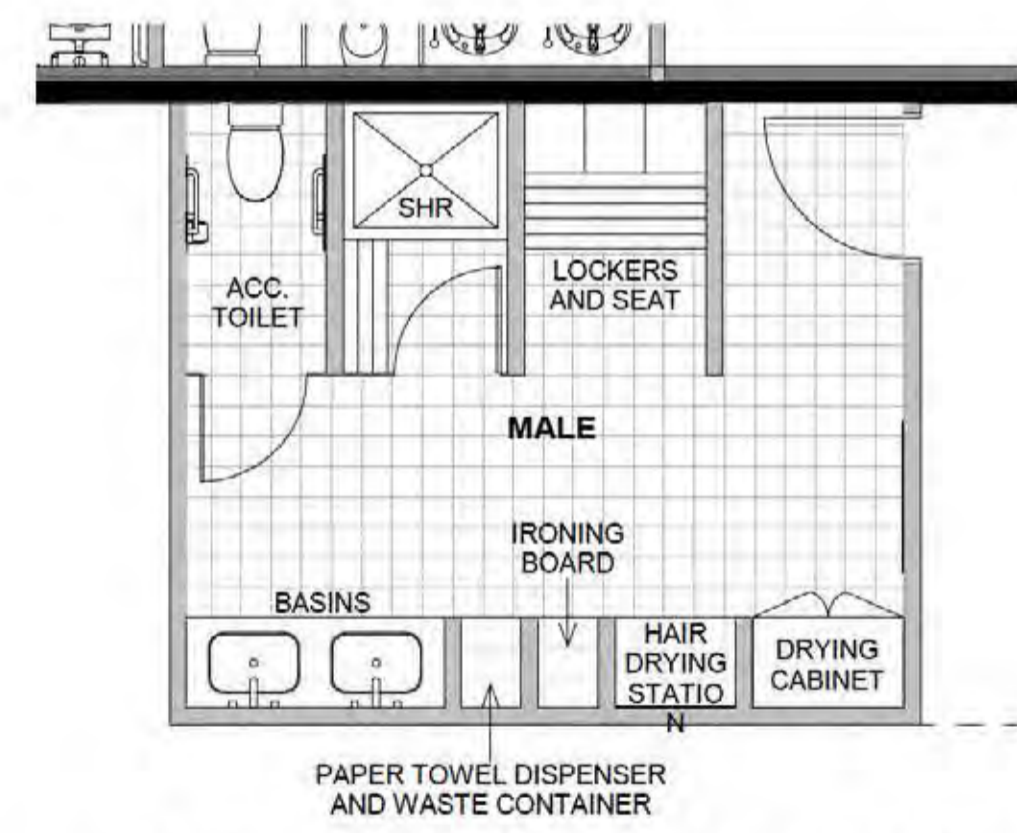 SHR
LOCKERS
AND SEAT
ACC.
TOILET
MALE
IRONING
BOARD
BASINS
HAIR
DRYING
STATIO
N
DRYING
CABINET
PAPER TOWEL DISPENSER
AND WASTE CONTAINER